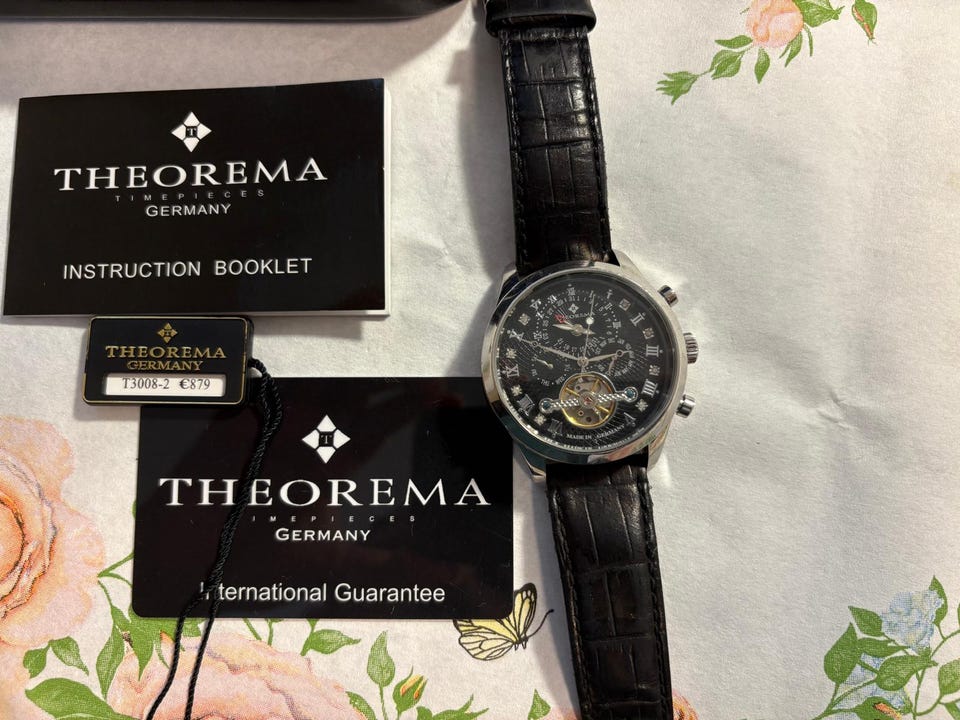 THEOREMA
TIMEPIECES
GERMANY
INSTRUCTION BOOKLET
THEOREMA
GERMANY
T3008-2 €879
T
THEOREMA
TIMEPIECES
GERMANY
International Guarantee
THEOREMA
MADE IN GERMANY